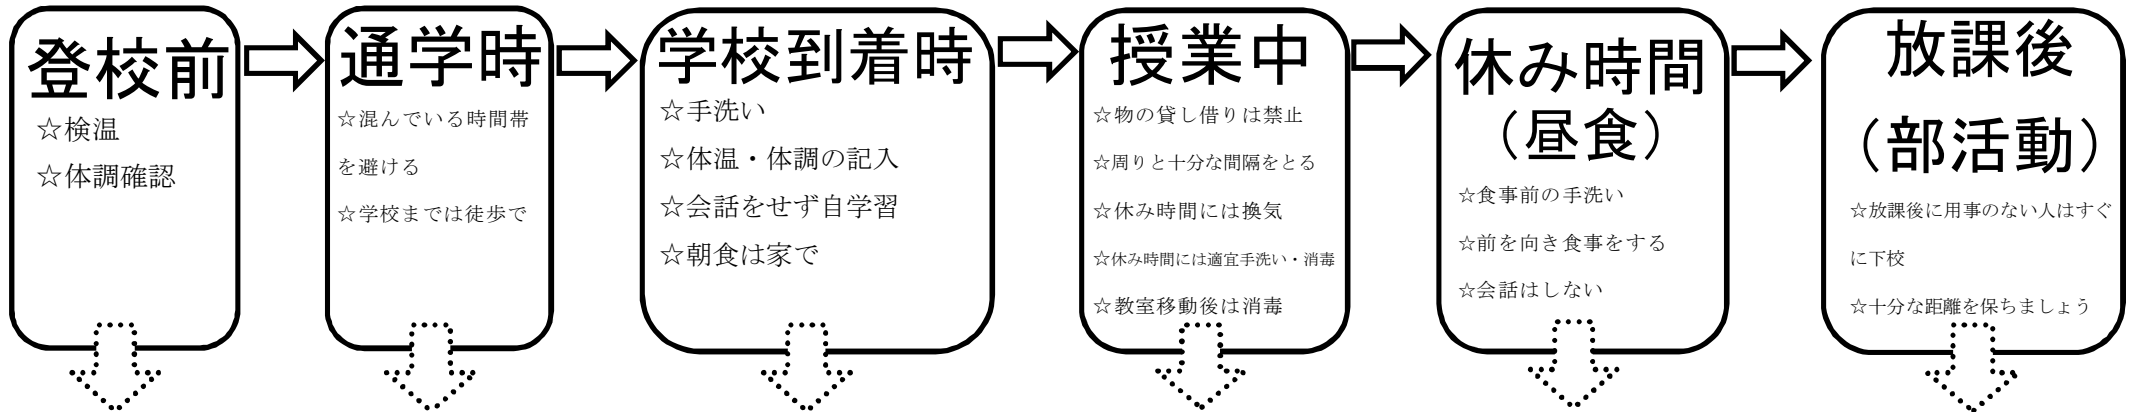 登校前
☆検温
☆体調確認
通学時
☆混んでいる時間帯
を避ける
☆学校までは徒歩で
学校到着時
☆手洗い
☆体温・体調の記入
☆会話をせず自学習
☆朝食は家で
授業中
☆物の貸し借りは禁止
☆周りと十分な間隔をとる
☆休み時間には換気
☆休み時間には適宜手洗い・消毒
☆教室移動後は消毒
休み時間
（昼食）
☆食事前の手洗い
☆前を向き食事をする
☆会話はしない
放課後
（部活動）
☆放課後に用事のない人はすぐ
に下校
☆十分な距離を保ちましょう